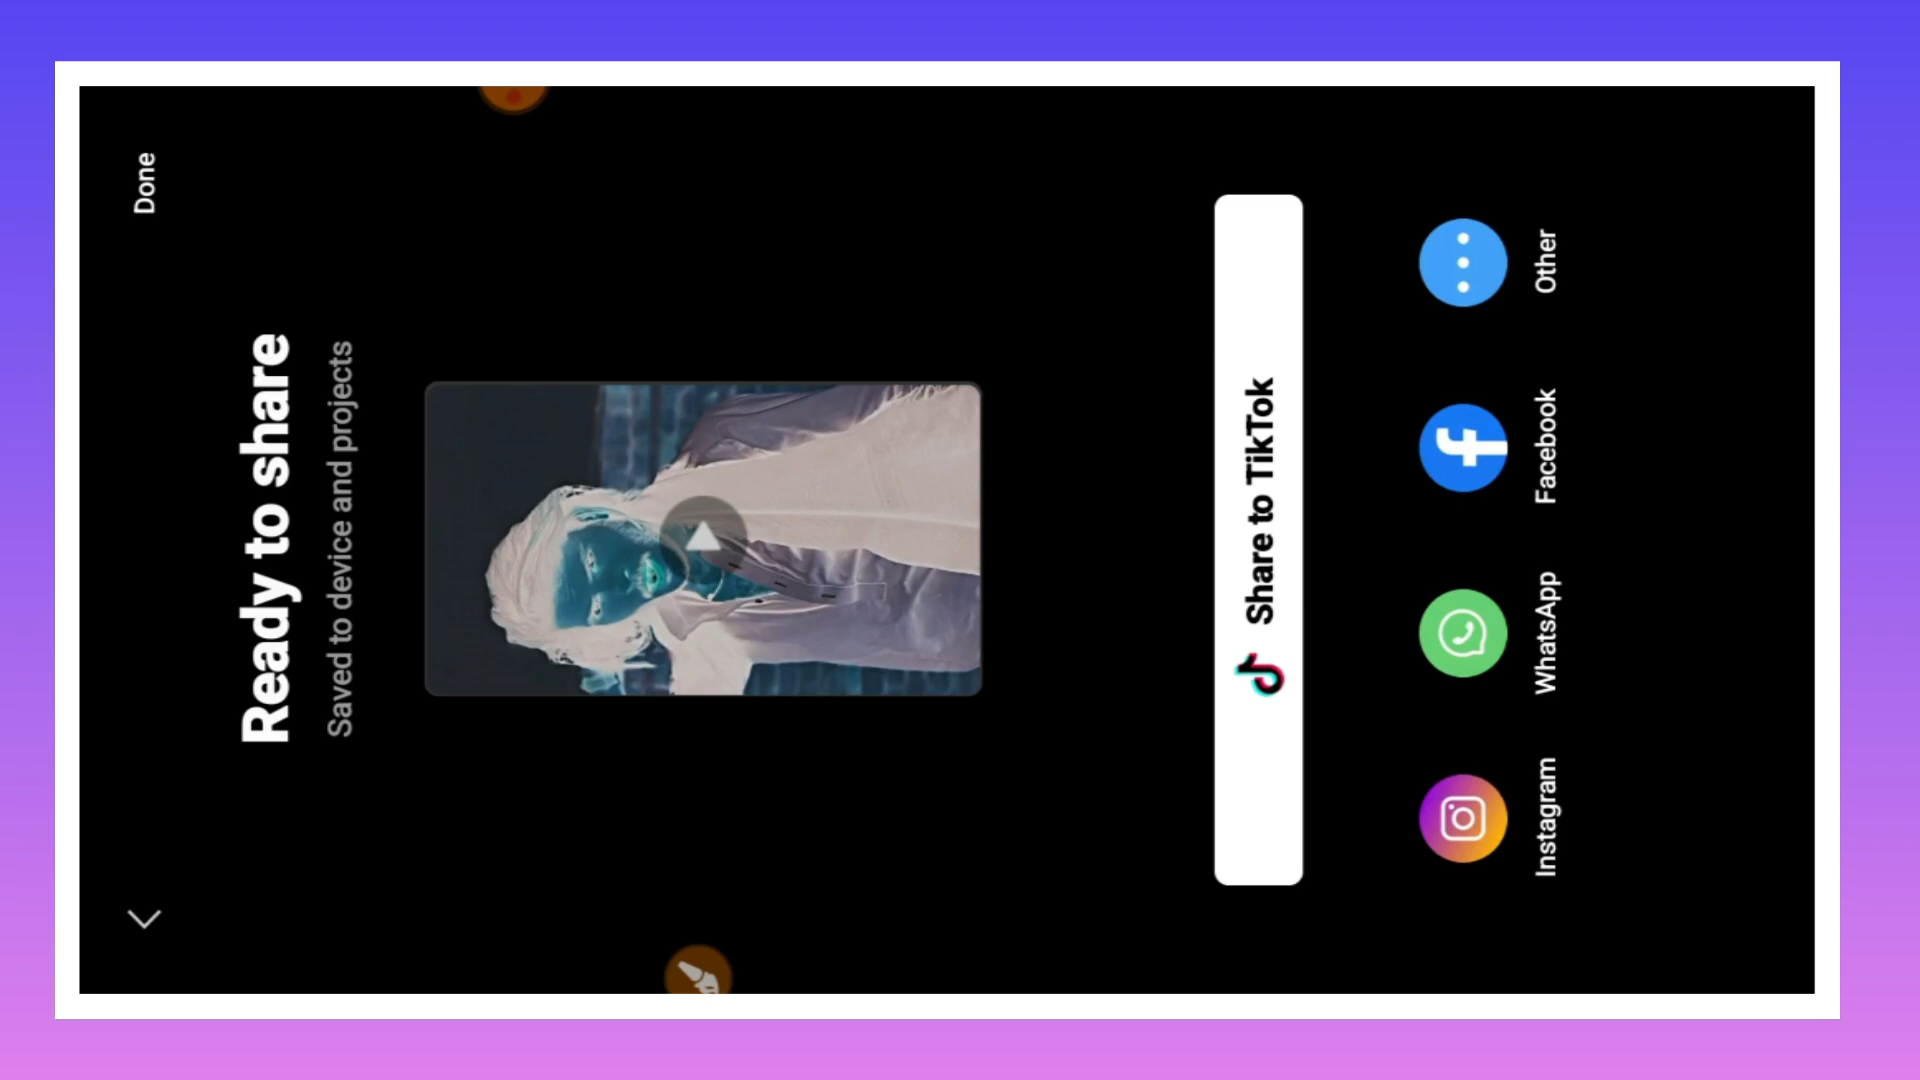 Done
Ready to share
Saved to device and projects
Share to TikTok
Instagram
WhatsApp
Facebook
Other